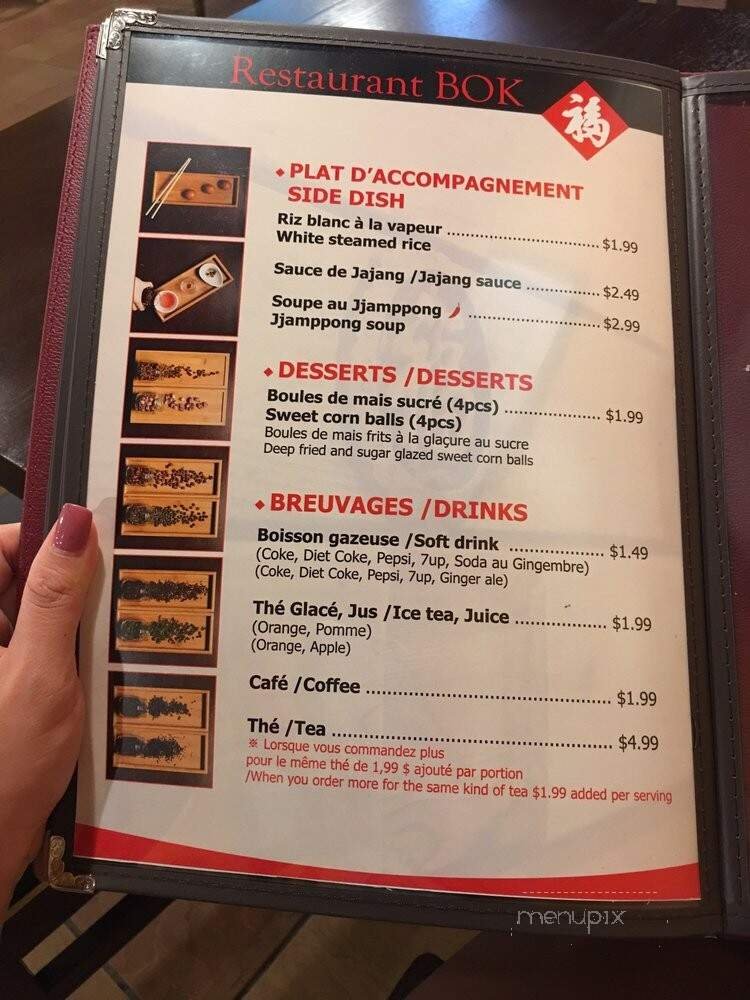 Restaurant BOK
福
PLAT D'ACCOMPAGNEMENT
SIDE DISH
Riz blanc à la vapeur ........ $1.99
White steamed rice
Sauce de Jajang /Jajang sauce ........ $2.49
Soupe au Jjamppong ........ $2.99
Jjamppong soup
DESSERTS /DESSERTS
Boules de mais sucré (4pcs) ........ $1.99
Sweet corn balls (4pcs)
Boules de mais frits à la glaçure au sucre
Deep fried and sugar glazed sweet corn balls
BREUVAGES /DRINKS
Boisson gazeuse /Soft drink ........ $1.49
(Coke, Diet Coke, Pepsi, 7up, Soda au Gingembre)
(Coke, Diet Coke, Pepsi, 7up, Ginger ale)
Thé Glacé, Jus /Ice tea, Juice ........ $1.99
(Orange, Pomme)
(Orange, Apple)
Café /Coffee ........ $1.99
Thé /Tea ........ $4.99
※ Lorsque vous commandez plus
pour le même thé de 1,99 $ ajouté par portion
/When you order more for the same kind of tea $1.99 added per serving
menupix